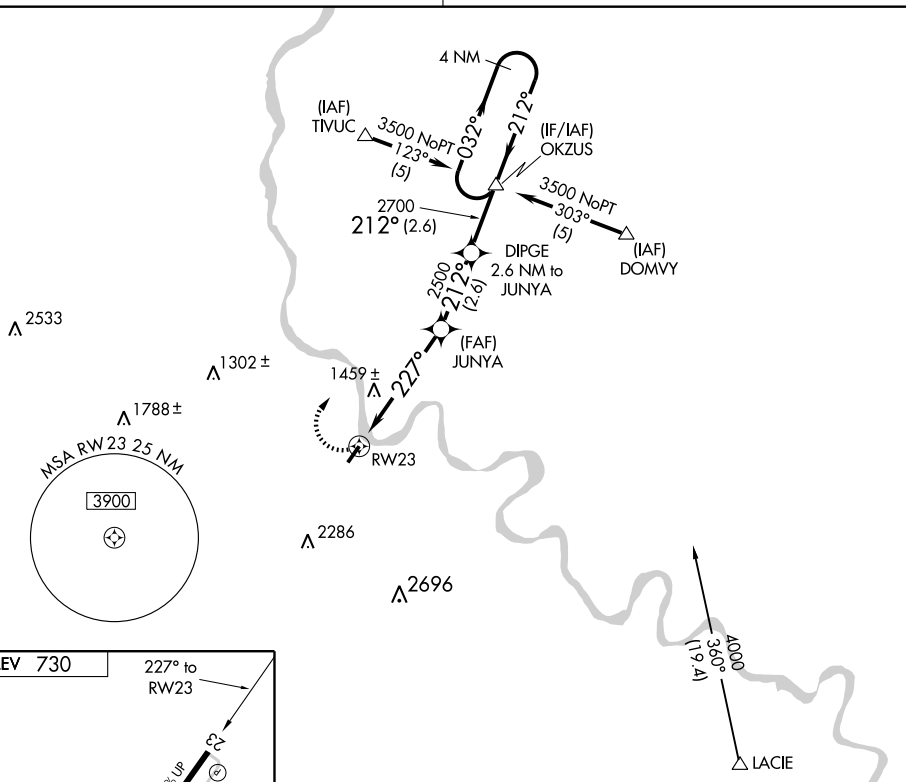 4 NM
(IAF)
TIVUC
3500 NoPT
123°
(5)
032°
212°
(IF/IAF)
OKZUS
3500 NoPT
303°
(5)
(IAF)
DOMVY
2700
212° (2.6)
DIPGE
2.6 NM to
JUNYA
2500
212°
(2.6)
(FAF)
JUNYA
227°
2533
1302 ±
1459 ±
1788 ±
RW23
MSA RW 23 25 NM
3900
2286
2696
4000
360°
(19.4)
LACIE
EV 730
227° to
RW23
23
% UP
P